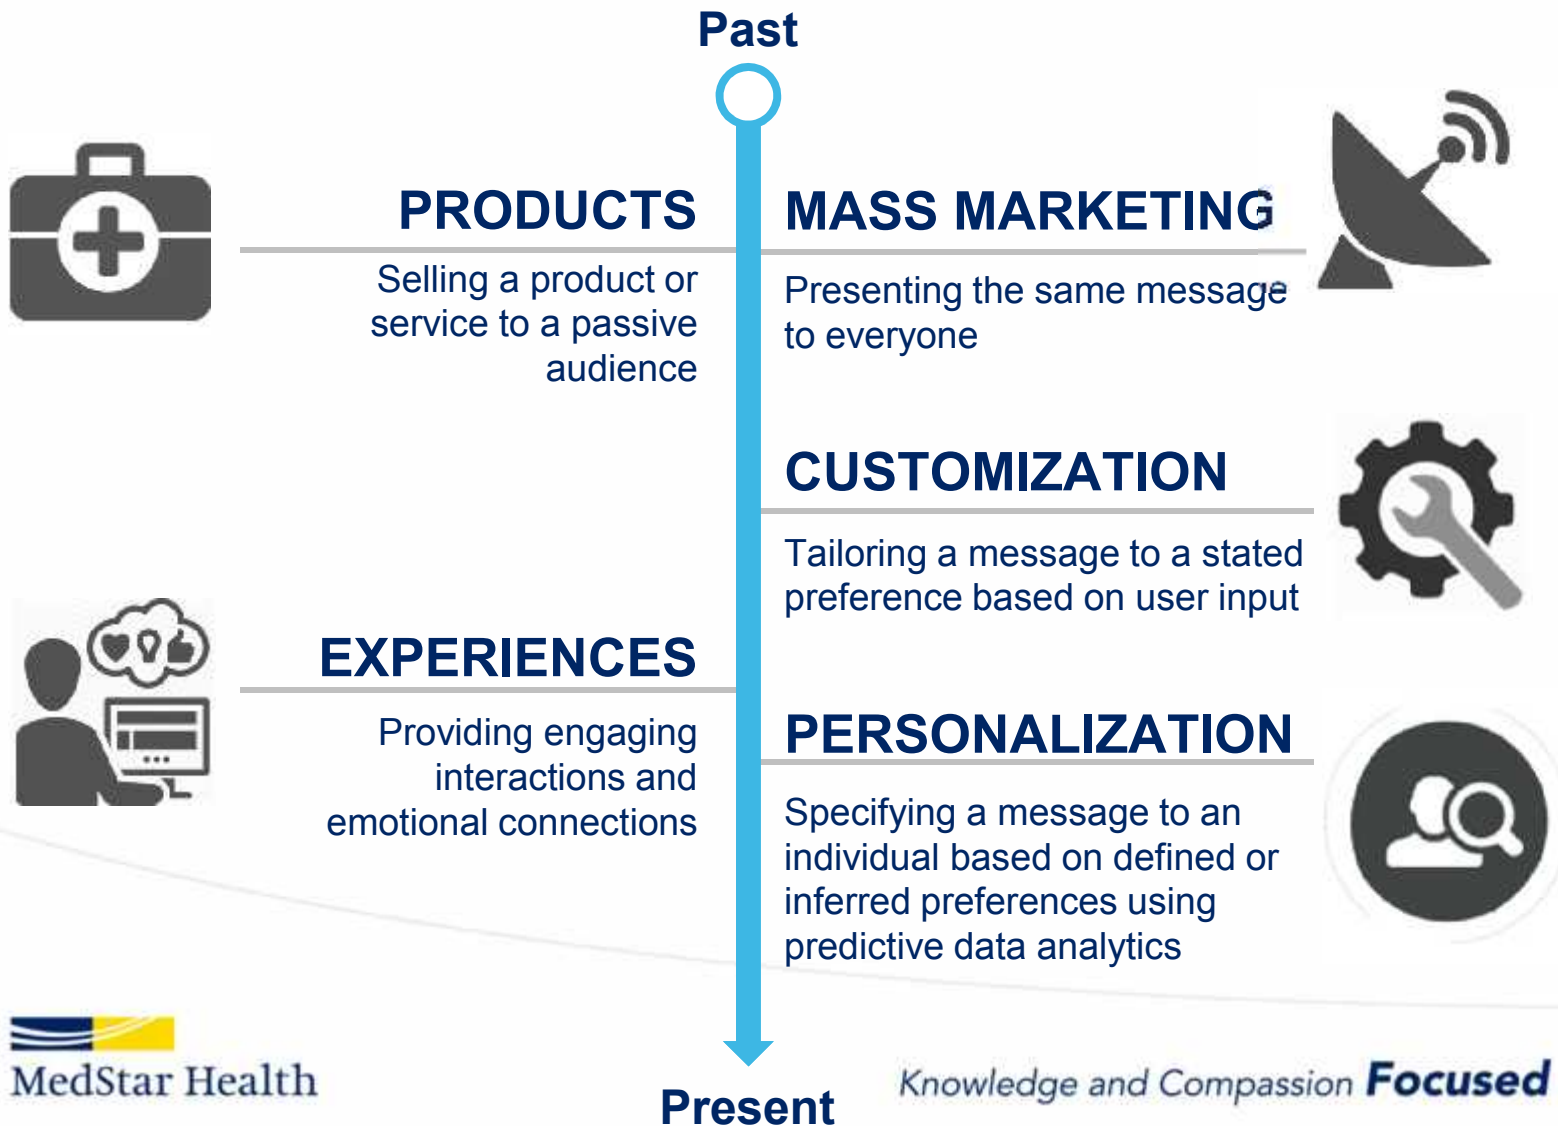 Past
PRODUCTS
Selling a product or
service to a passive
audience
MASS MARKETING
Presenting the same message
to everyone
CUSTOMIZATION
Tailoring a message to a stated
preference based on user input
EXPERIENCES
Providing engaging
interactions and
emotional connections
PERSONALIZATION
Specifying a message to an
individual based on defined or
inferred preferences using
predictive data analytics
Present
MedStar Health
Knowledge and Compassion Focused